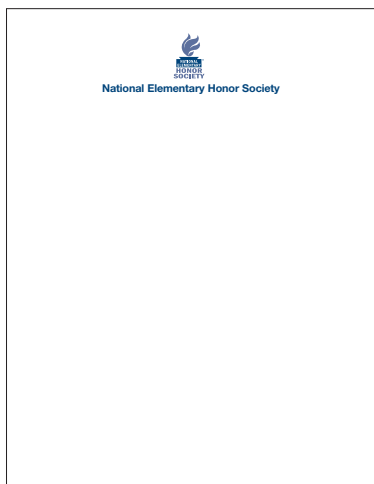 NATIONAL
ELEMENTARY
HONOR
SOCIETY
National Elementary Honor Society